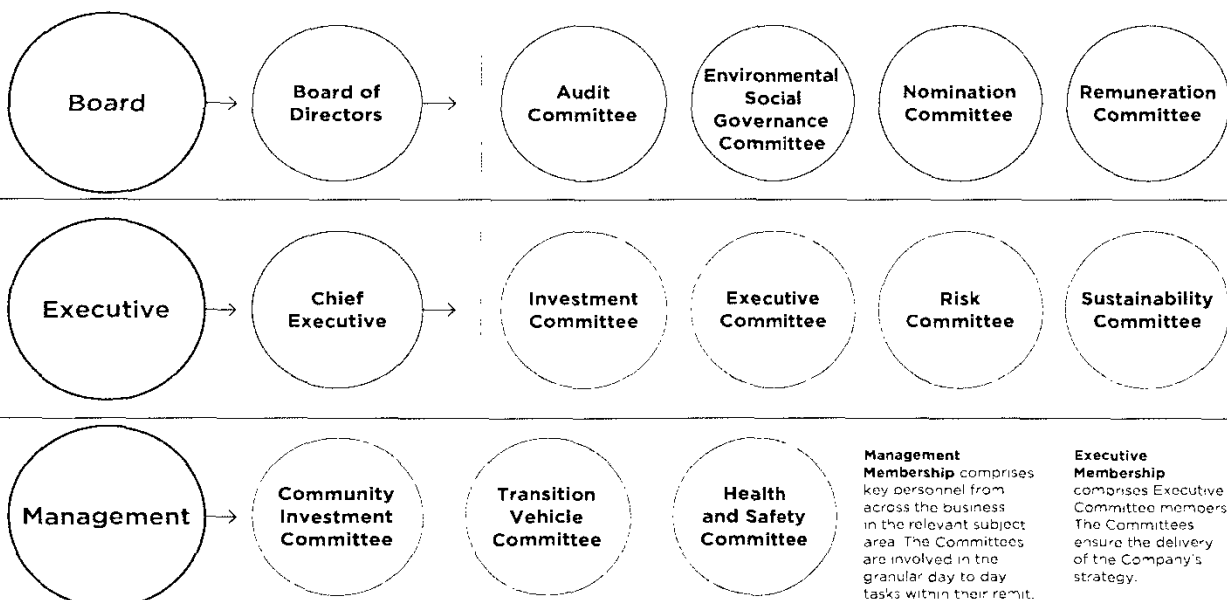 Board
Board of
Directors
Audit
Committee
Environmental
Social
Governance
Committee
Nomination
Committee
Remuneration
Committee
Executive
Chief
Executive
Investment
Committee
Executive
Committee
Risk
Committee
Sustainability
Committee
Management
Community
Investment
Committee
Transition
Vehicle
Committee
Health
and Safety
Committee
Management
Membership comprises
key personnel from
across the business
in the relevant subject
area. The Committees
are involved in the
granular day to day
tasks within their remit.
Executive
Membership
comprises Executive
Committee members
The Committees
ensure the delivery
of the Company's
strategy.